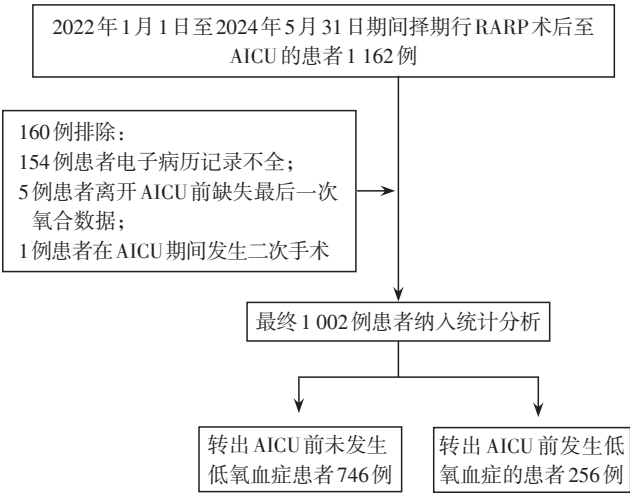 2022年1月1日至2024年5月31日期间择期行RARP术后至
AICU的患者1 162例
160例排除：
154例患者电子病历记录不全；
5例患者离开AICU前缺失最后一次
氧合数据；
1例患者在AICU期间发生二次手术
最终1 002例患者纳入统计分析
转出AICU前未发生
低氧血症患者746例
转出AICU前发生低
氧血症的患者256例